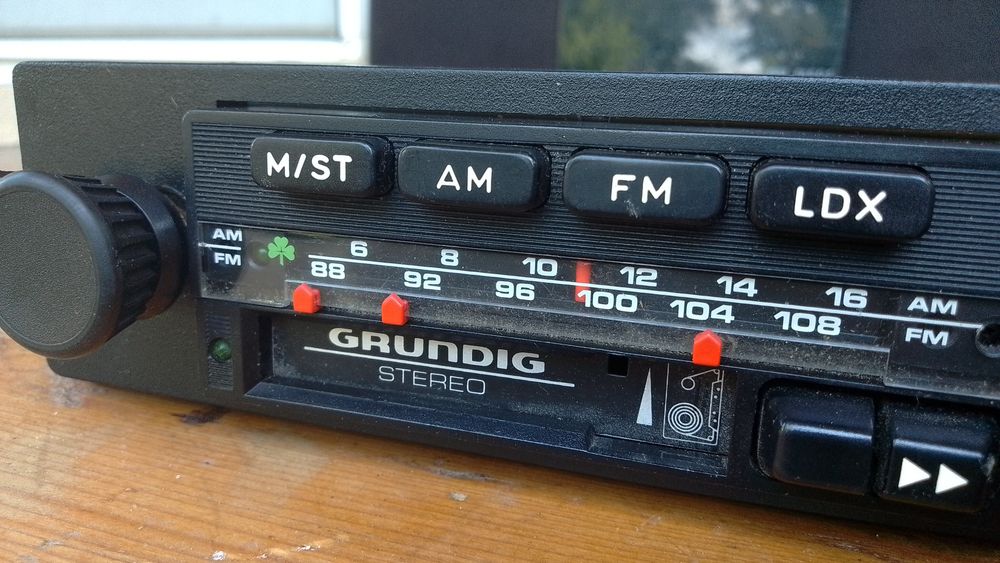 M/ST AM FM LDX
AM 6 8 10 12 14 16 AM
FM 88 92 96 100 104 108 FM
GRUNDIG
STEREO